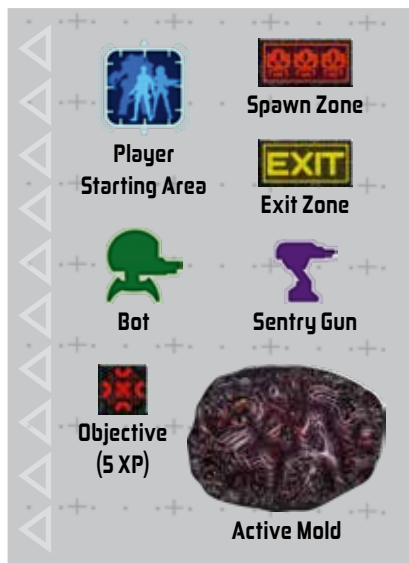 Spawn Zone
Player
Starting Area
EXIT
Exit Zone
Bot
Sentry Gun
Objective
(5 XP)
Active Mold